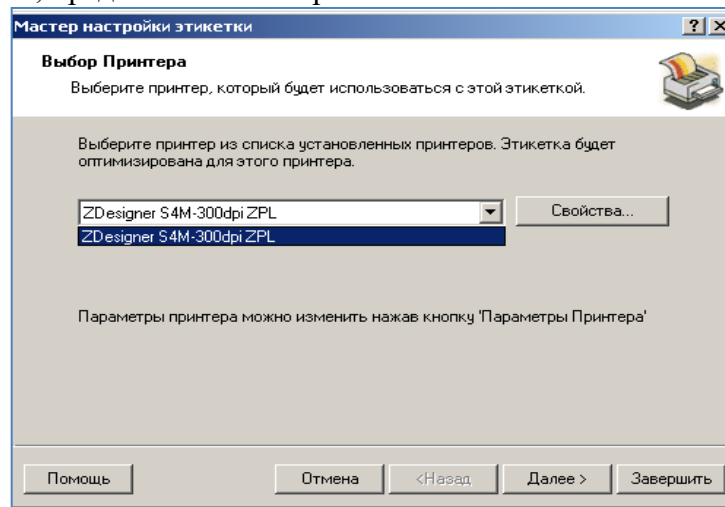 Мастер настройки этикетки
Выбор Принтера
Выберите принтер, который будет использоваться с этой этикеткой.
Выберите принтер из списка установленных принтеров. Этикетка будет
оптимизирована для этого принтера.
ZDesigner S4M-300dpi ZPL
Свойства...
ZDesigner S4M-300dpi ZPL
Параметры принтера можно изменить нажав кнопку 'Параметры Принтера'
Помощь
Отмена
<Назад
Далее >
Завершить